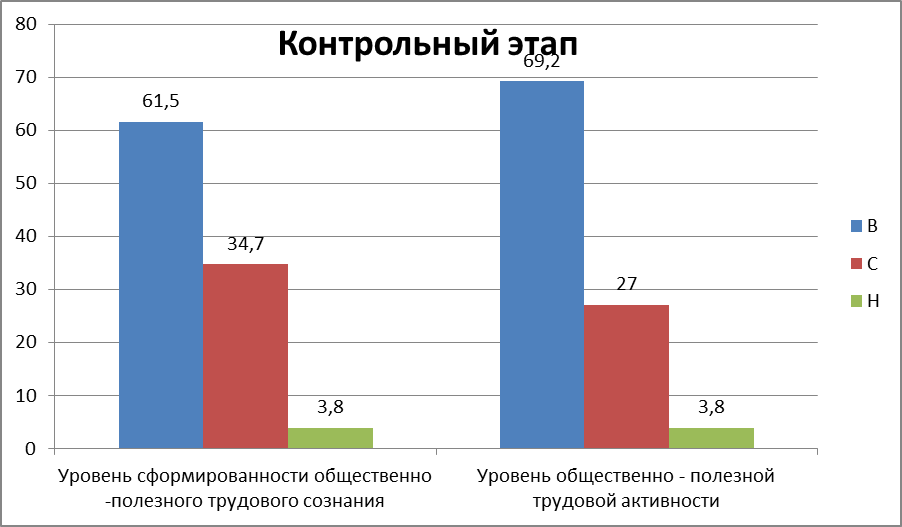 Контрольный этап
80
70
60
50
40
30
20
10
0
61,5
34,7
3,8
69,2
27
3,8
Уровень сформированности общественно
-полезного трудового сознания
Уровень общественно - полезной
трудовой активности
В
С
Н